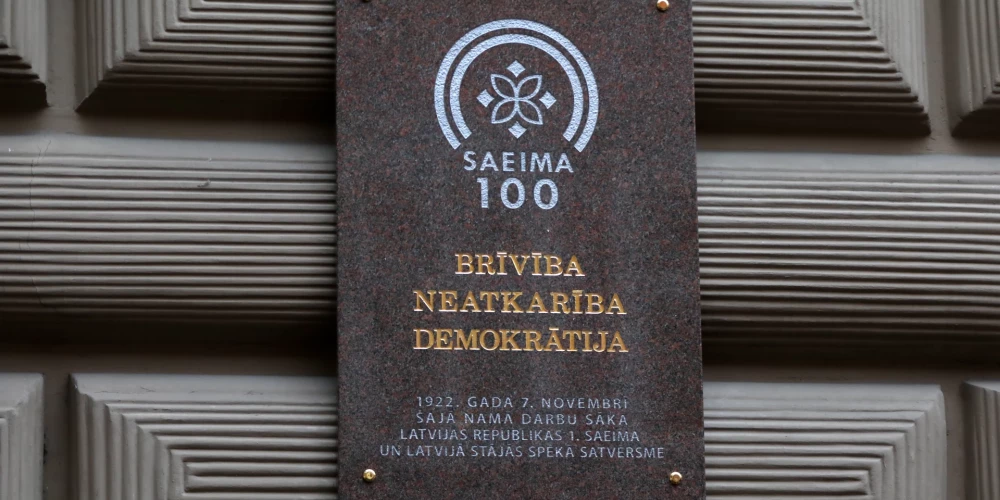 SAEIMA
100
BRĪVĪBA
NEATKARĪBA
DEMOKRĀTIJA
1922. GADA 7. NOVEMBRĪ
ŠAJĀ NAMĀ DARBU SĀKA
LATVIJAS REPUBLIKAS 1. SAEIMA
UN LATVIJĀ STĀJĀS SPĒKĀ SATVERSME